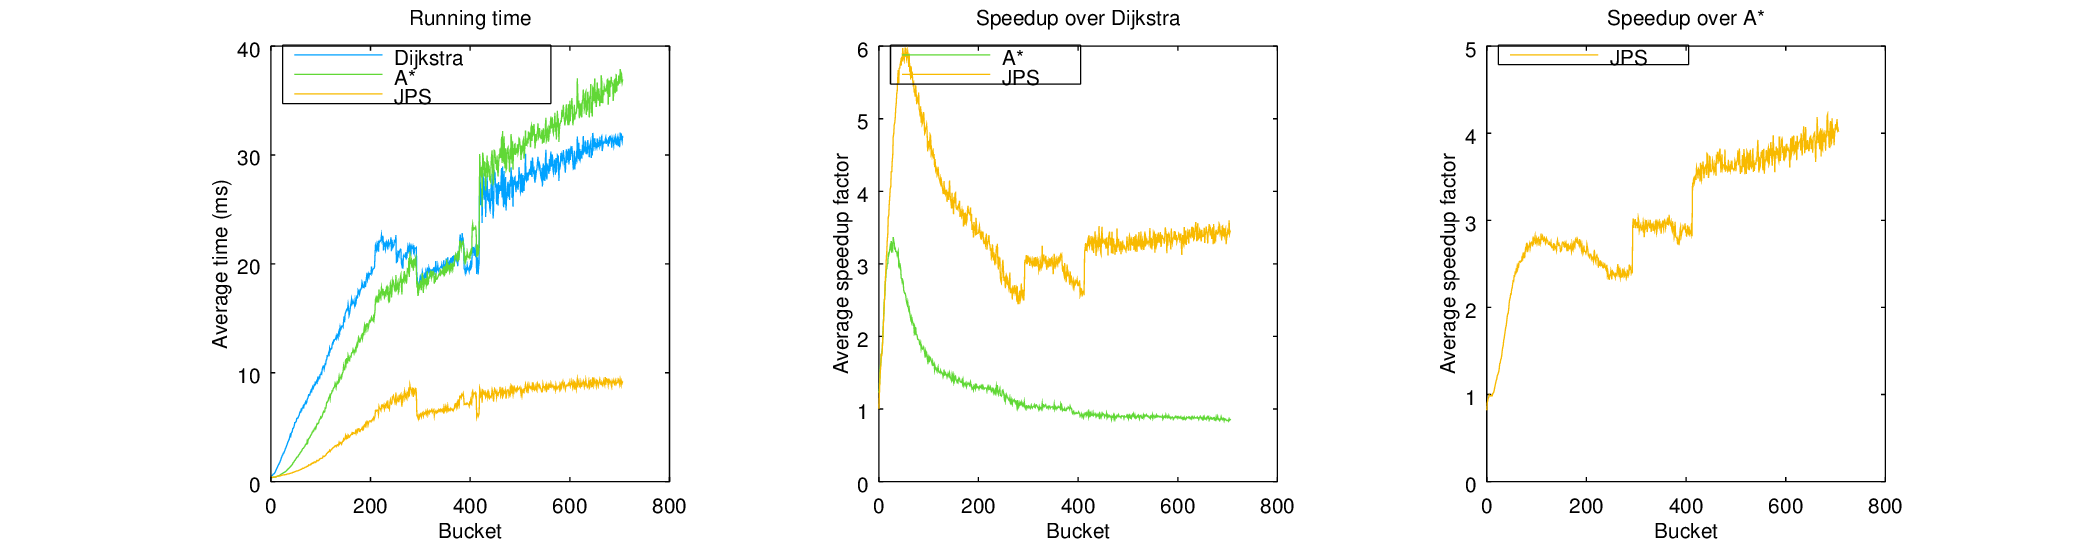 Running time
40
30
20
10
0
0 200 400 600 800
Average time (ms)
Bucket
Dijkstra
A*
JPS
Speedup over Dijkstra
6
5
4
3
2
1
0
0 200 400 600 800
Average speedup factor
Bucket
A*
JPS
Speedup over A*
5
4
3
2
1
0
0 200 400 600 800
Average speedup factor
Bucket
JPS